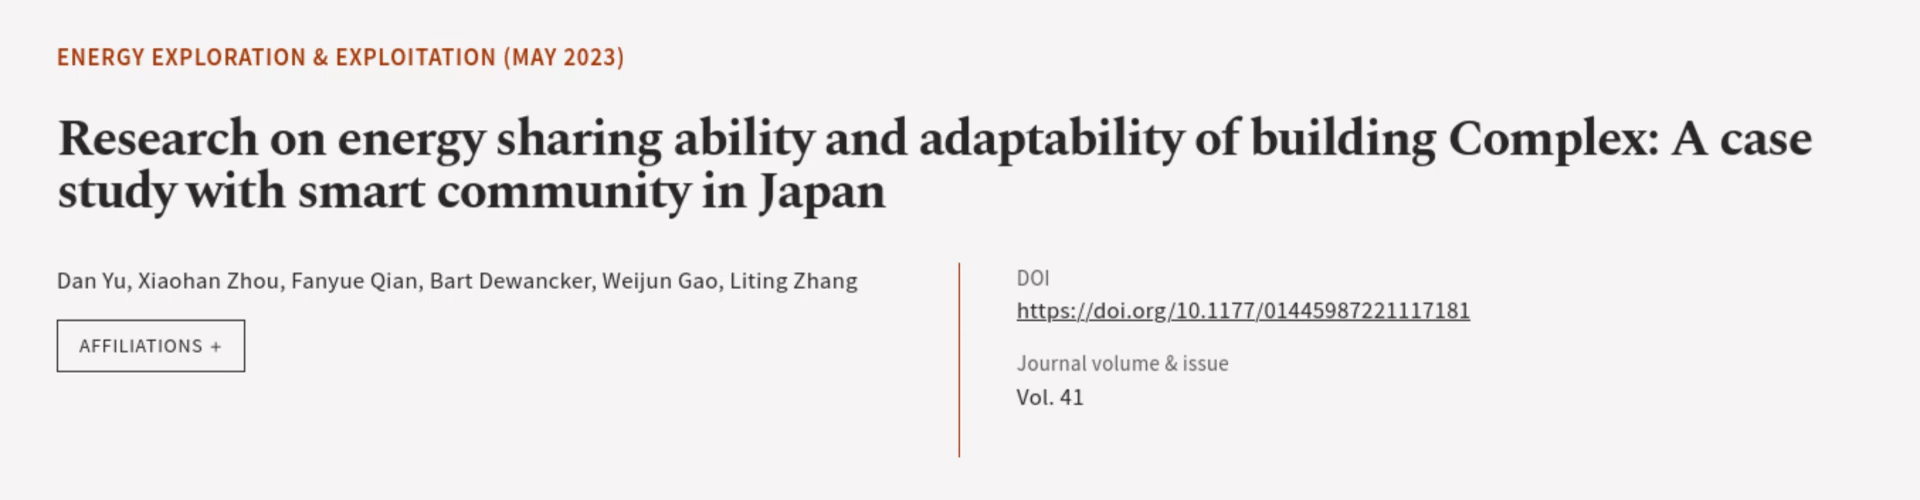 ENERGY EXPLORATION & EXPLOITATION (MAY 2023)
Research on energy sharing ability and adaptability of building Complex: A case
study with smart community in Japan
Dan Yu, Xiaohan Zhou, Fanyue Qian, Bart Dewancker, Weijun Gao, Liting Zhang
AFFILIATIONS +
DOI
https://doi.org/10.1177/01445987221117181
Journal volume & issue
Vol. 41